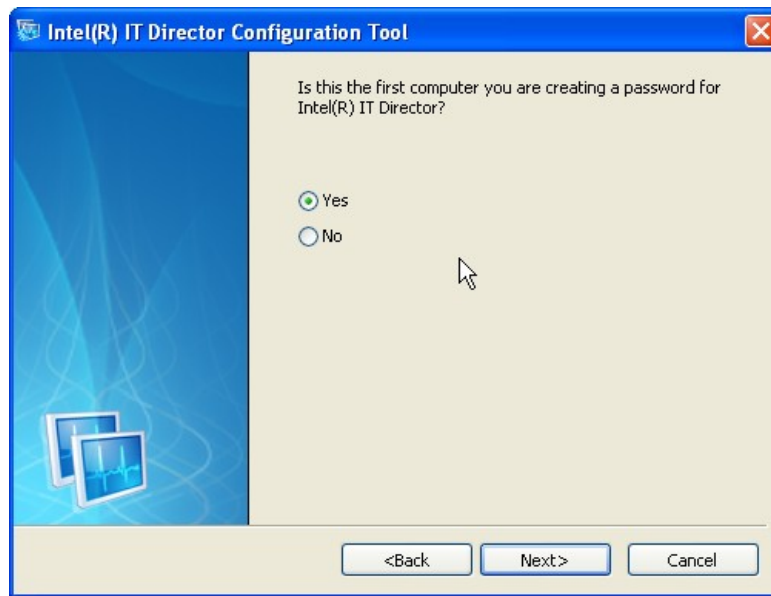 Intel(R) IT Director Configuration Tool
Is this the first computer you are creating a password for
Intel(R) IT Director?
Yes
No
<Back
Next>
Cancel